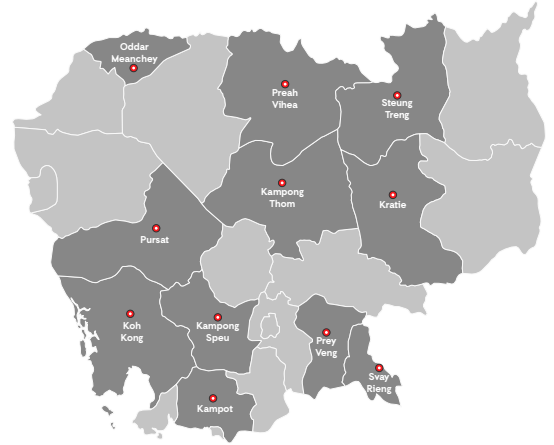 Oddar
Meanchey
Preah
Vihea
Steung
Treng
Kampong
Thom
Kratie
Pursat
Koh
Kong
Kampong
Speu
Prey
Veng
Svay
Rieng
Kampot